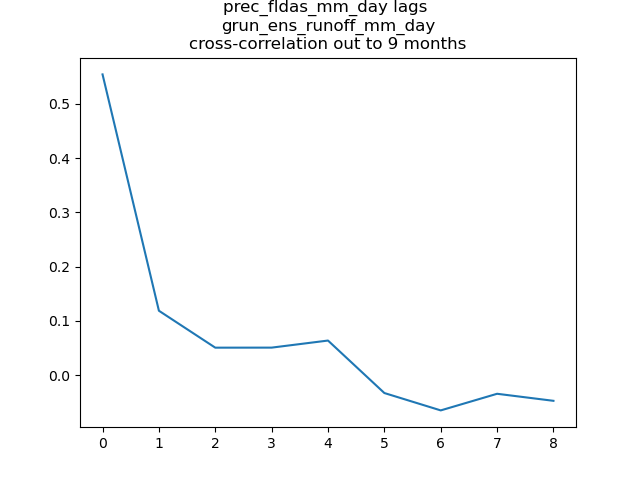 prec_fldas_mm_day lags
grun_ens_runoff_mm_day
cross-correlation out to 9 months
0.5
0.4
0.3
0.2
0.1
0.0
0 1 2 3 4 5 6 7 8